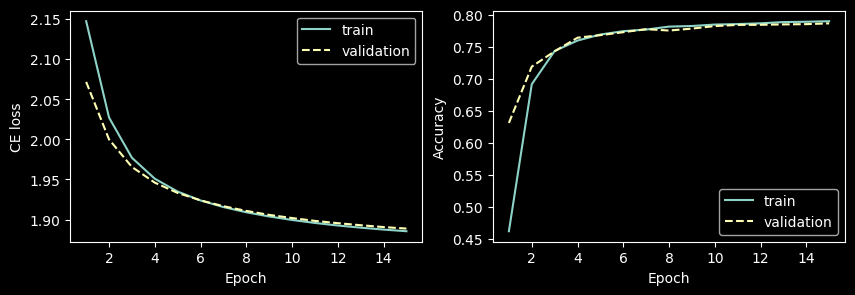 CE loss
2.15
2.10
2.05
2.00
1.95
1.90
2 4 6 8 10 12 14
Epoch
train
validation
Accuracy
0.80
0.75
0.70
0.65
0.60
0.55
0.50
0.45
2 4 6 8 10 12 14
Epoch
train
validation